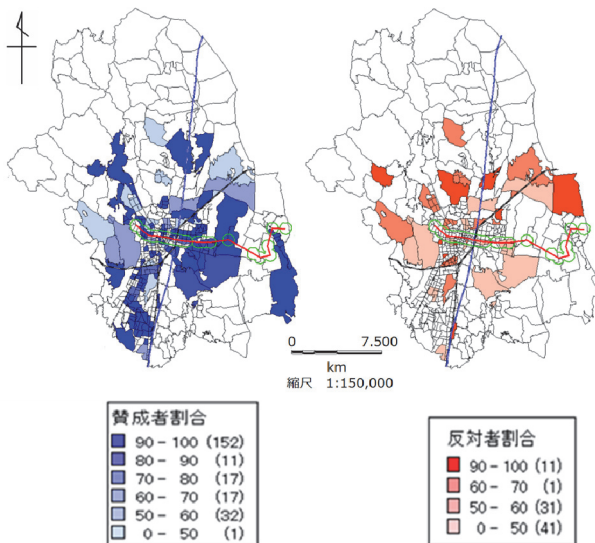 0 7.500
km
縮尺 1:150,000
賛成者割合
90 - 100 (152)
80 - 90 (11)
70 - 80 (17)
60 - 70 (17)
50 - 60 (32)
0 - 50 (1)
反対者割合
90 - 100 (11)
60 - 70 (1)
50 - 60 (31)
0 - 50 (41)